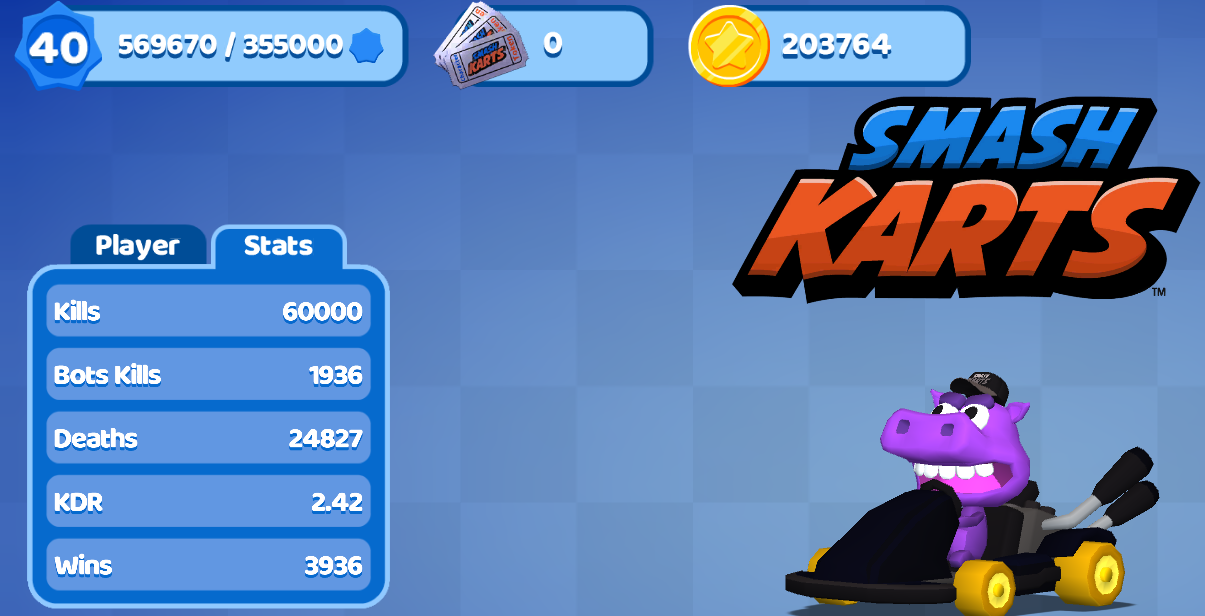 40 569670 / 355000 0 203764
SMASH
KARTS
TM
Player Stats
Kills 60000
Bots Kills 1936
Deaths 24827
KDR 2.42
Wins 3936